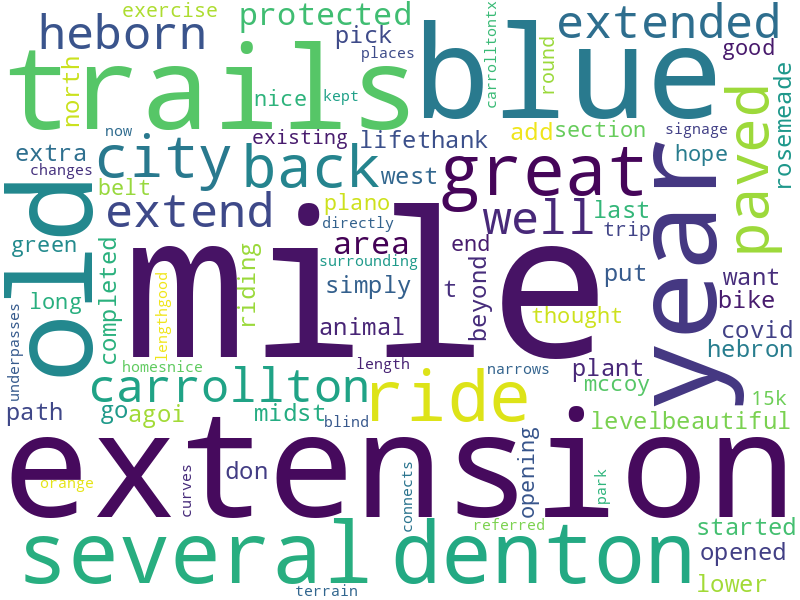 exercise
protected
extended
heborn
pick
places
carrolltontx
round
good
trails
blue
north
nice
kept
rosemeade
now
existing
lifethank
add
section
signage
extra
changes
city
back
west
great
year
paved
hope
belt
plano
directly
well
last
trip
old
extend
green
mile
area
surrounding
end
completed
riding
simply
t
beyond
put
want
bike
long
lengthgood
animal
thought
covid
hebron
underpasses
homesnice
length
narrows
plant
mccoy
carrollton
ride
15k
path
go
agoi
midst
blind
levelbeautiful
extension
orange
curves
don
connects
opening
park
several
denton
referred
started
opened
lower
terrain